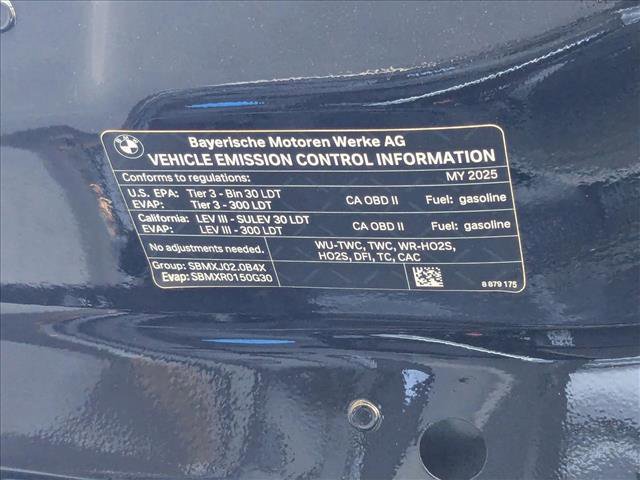 BMW
Bayerische Motoren Werke AG
VEHICLE EMISSION CONTROL INFORMATION
Conforms to regulations: MY 2025
U.S. EPA: Tier 3 - Bin 30 LDT CA OBD II Fuel: gasoline
EVAP: Tier 3 - 300 LDT
California: LEV III - SULEV 30 LDT CA OBD II Fuel: gasoline
EVAP: LEV III - 300 LDT
No adjustments needed. WU-TWC, TWC, WR-HO2S,
HO2S, DFI, TC, CAC
Group: SBMXJ02.0B4X
Evap: SBMXR0150G30
8 879 175